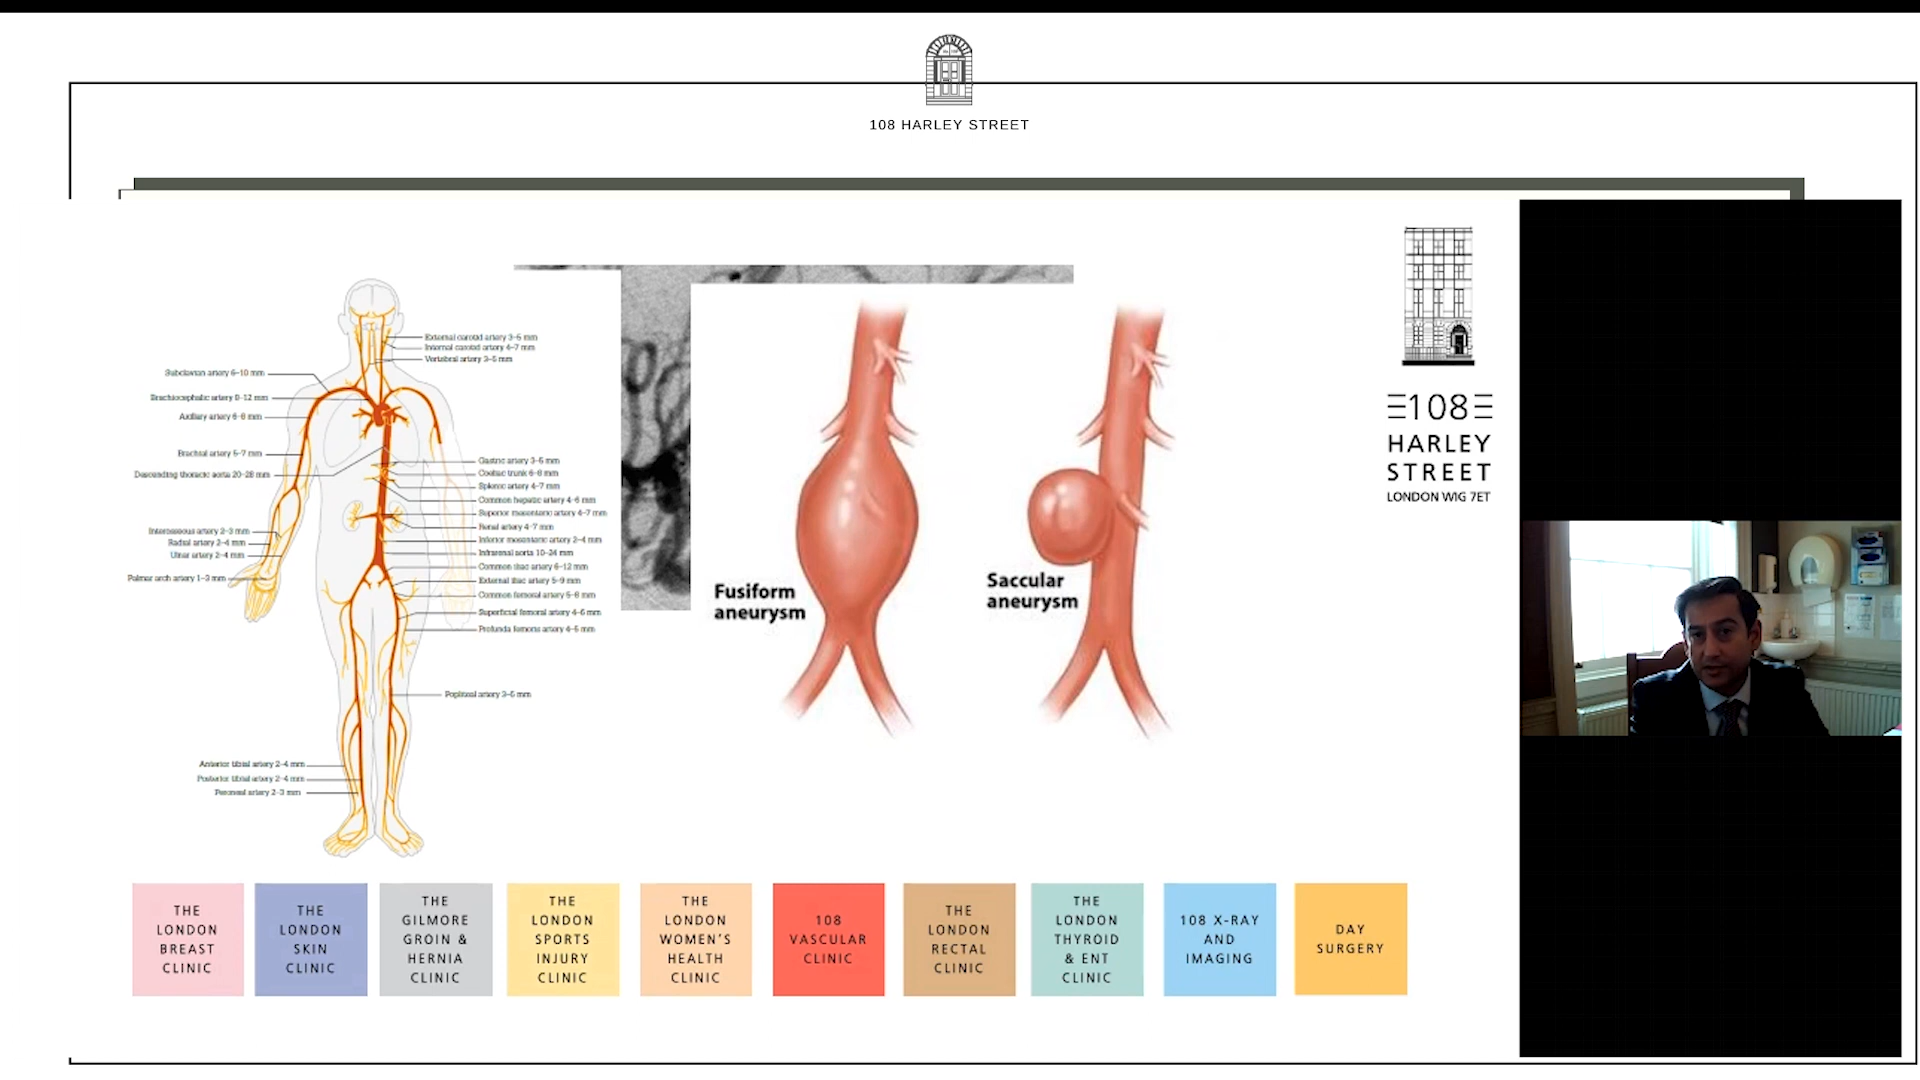 108 HARLEY STREET
External carotid artery 3–5 mm
Internal carotid artery 4–7 mm
Vertebral artery 3–5 mm
Subclavian artery 6–10 mm
Brachiocephalic artery 8–12 mm
Axillary artery 6–8 mm
Brachial artery 5–7 mm
Descending thoracic aorta 20–28 mm
Interosseous artery 2–3 mm
Radial artery 2–4 mm
Ulnar artery 2–4 mm
Palmar arch artery 1–3 mm
Gastric artery 3–5 mm
Coeliac trunk 6–8 mm
Splenic artery 4–7 mm
Common hepatic artery 4–6 mm
Superior mesenteric artery 4–7 mm
Renal artery 4–7 mm
Inferior mesenteric artery 2–4 mm
Infrarenal aorta 10–24 mm
Common iliac artery 6–12 mm
External iliac artery 5–9 mm
Common femoral artery 5–8 mm
Superficial femoral artery 4–6 mm
Profunda femoris artery 4–5 mm
Popliteal artery 3–5 mm
Anterior tibial artery 2–4 mm
Posterior tibial artery 2–4 mm
Peroneal artery 2–3 mm
Fusiform
aneurysm
Saccular
aneurysm
108
HARLEY
STREET
LONDON W1G 7ET
THE
LONDON
BREAST
CLINIC
THE
LONDON
SKIN
CLINIC
THE
GILMORE
GROIN &
HERNIA
CLINIC
THE
LONDON
SPORTS
INJURY
CLINIC
THE
LONDON
WOMEN'S
HEALTH
CLINIC
108
VASCULAR
CLINIC
THE
LONDON
RECTAL
CLINIC
THE
LONDON
THYROID
& ENT
CLINIC
108 X-RAY
AND
IMAGING
DAY
SURGERY